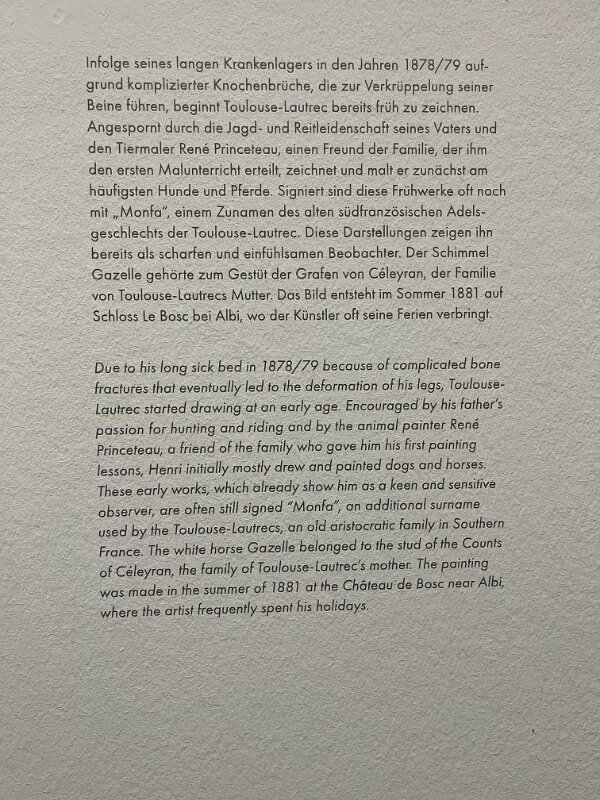 Infolge seines langen Krankenlagers in den Jahren 1878/79 auf-
grund komplizierter Knochenbrüche, die zur Verkrüppelung seiner
Beine führen, beginnt Toulouse-Lautrec bereits früh zu zeichnen.
Angespornt durch die Jagd- und Reitleidenschaft seines Vaters und
den Tiermaler René Princeteau, einen Freund der Familie, der ihm
den ersten Malunterricht erteilt, zeichnet und malt er zunächst am
häufigsten Hunde und Pferde. Signiert sind diese Frühwerke oft noch
mit „Monfa“, einem Zunamen des alten südfranzösischen Adels-
geschlechts der Toulouse-Lautrec. Diese Darstellungen zeigen ihn
bereits als scharfen und einfühlsamen Beobachter. Der Schimmel
Gazelle gehörte zum Gestüt der Grafen von Céleyran, der Familie
von Toulouse-Lautrecs Mutter. Das Bild entsteht im Sommer 1881 auf
Schloss Le Bosc bei Albi, wo der Künstler oft seine Ferien verbringt.
Due to his long sick bed in 1878/79 because of complicated bone
fractures that eventually led to the deformation of his legs, Toulouse-
Lautrec started drawing at an early age. Encouraged by his father’s
passion for hunting and riding and by the animal painter René
Princeteau, a friend of the family who gave him his first painting
lessons, Henri initially mostly drew and painted dogs and horses.
These early works, which already show him as a keen and sensitive
observer, are often still signed “Monfa”, an additional surname
used by the Toulouse-Lautrecs, an old aristocratic family in Southern
France. The white horse Gazelle belonged to the stud of the Counts
of Céleyran, the family of Toulouse-Lautrec’s mother. The painting
was made in the summer of 1881 at the Château de Bosc near Albi,
where the artist frequently spent his holidays.